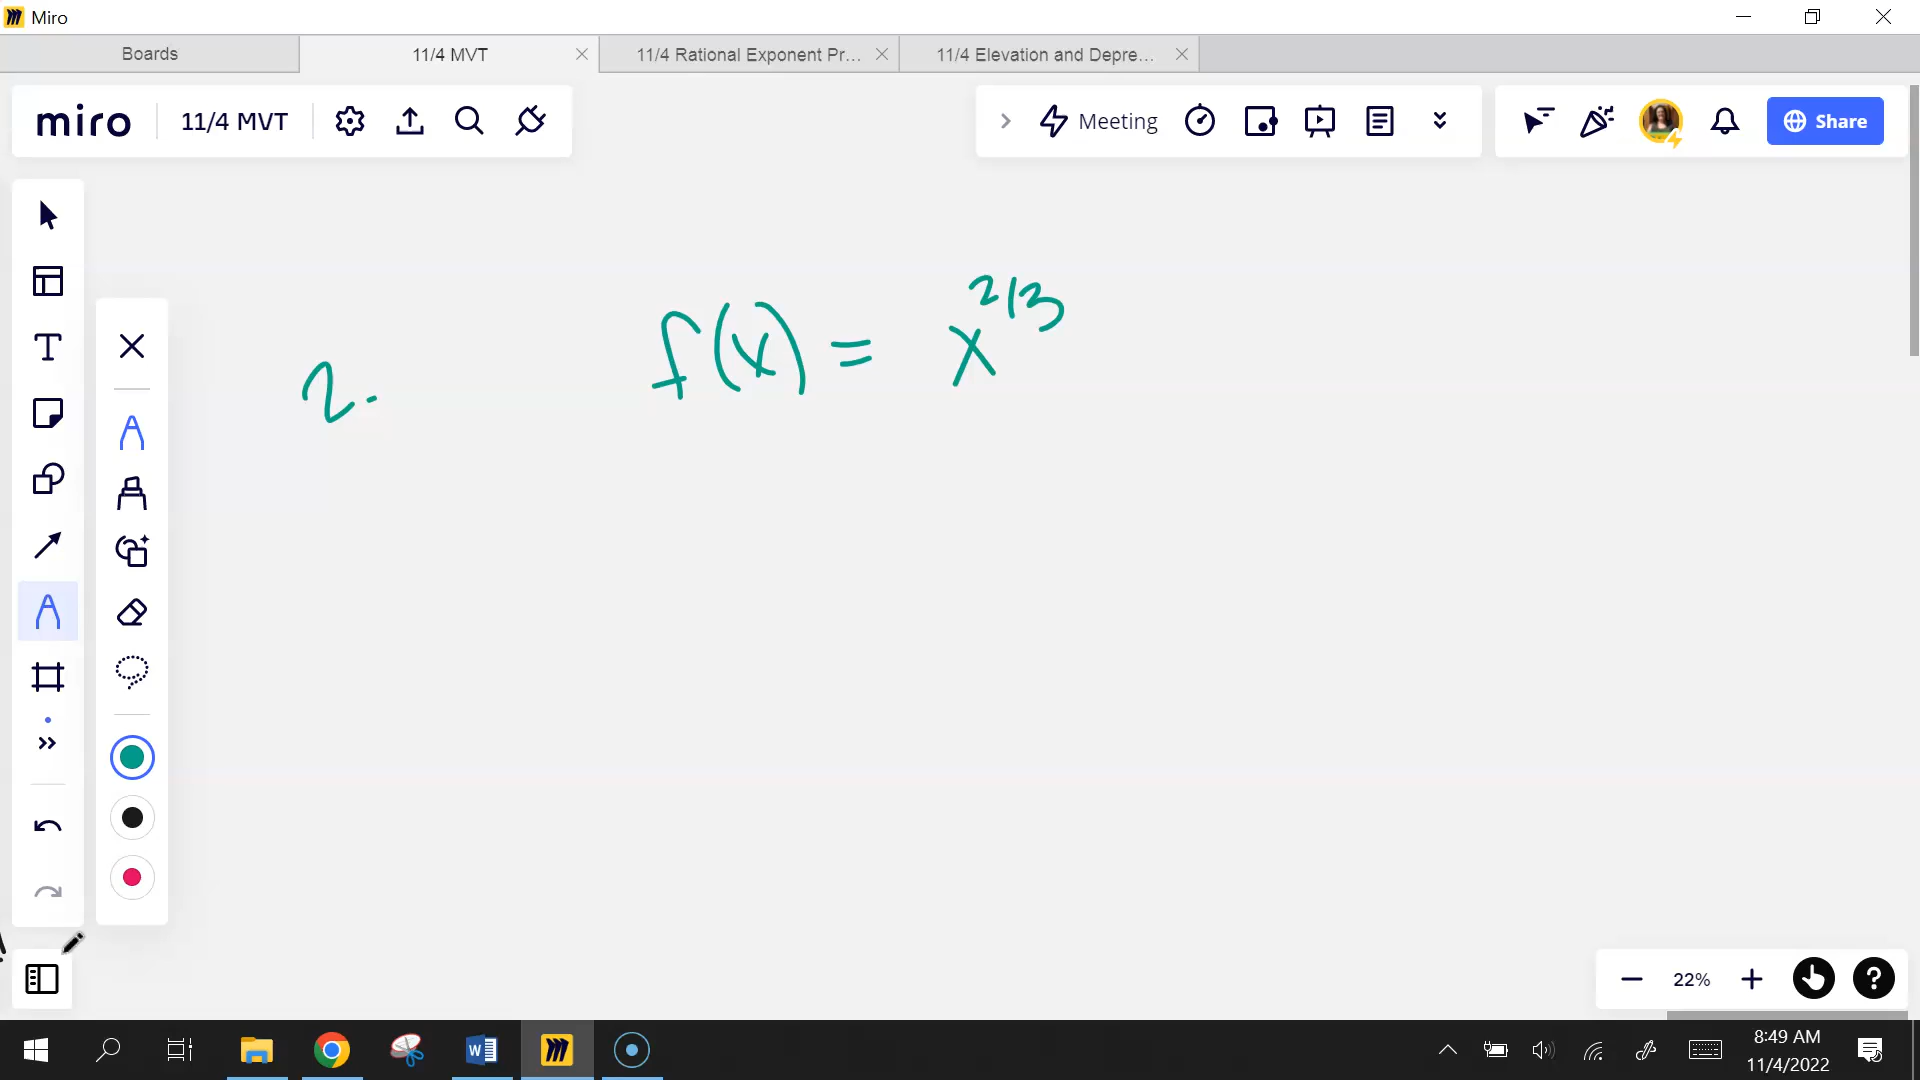 Miro
Boards
11/4 MVT
11/4 Rational Exponent Pr...
11/4 Elevation and Depre...
miro
11/4 MVT
Meeting
Share
2. f(x) = x^2/3
22%
8:49 AM
11/4/2022